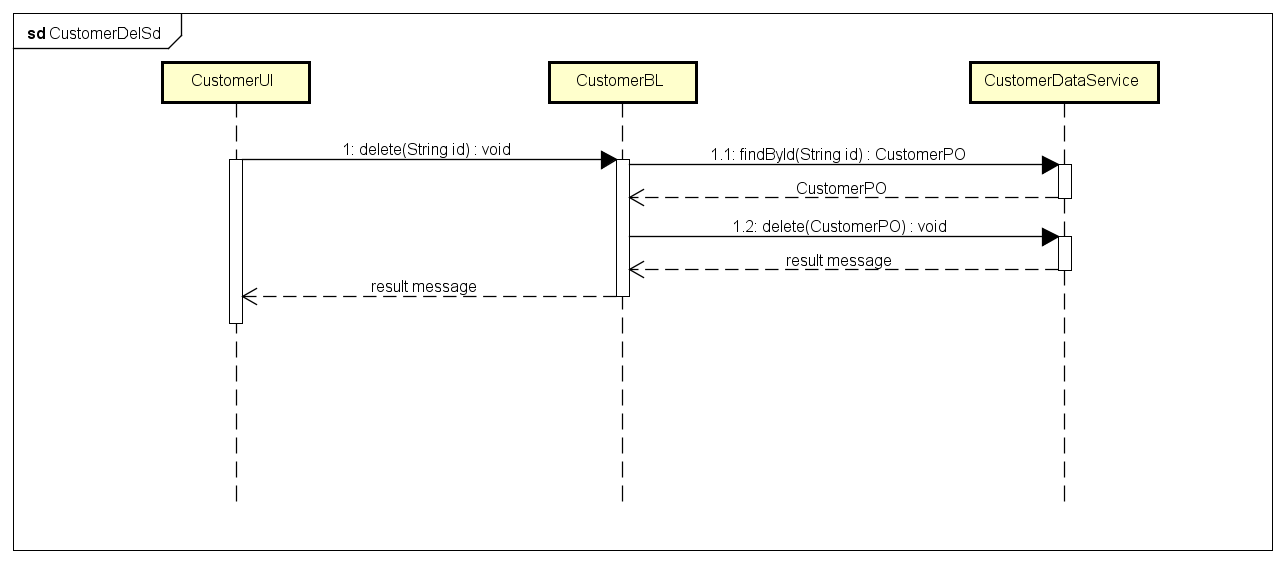 sd CustomerDelSd
CustomerUI
CustomerBL
CustomerDataService
1: delete(String id) : void
1.1: findById(String id) : CustomerPO
CustomerPO
1.2: delete(CustomerPO) : void
result message
result message